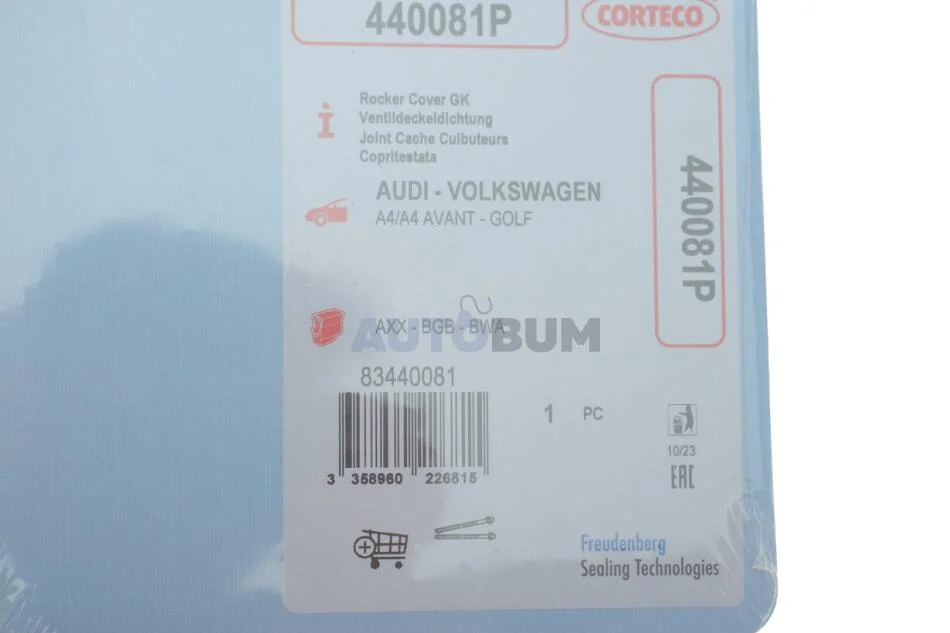 440081P
CORTECO
Rocker Cover GK
Ventildeckeldichtung
Joint Cache Culbuteurs
Copritestata
440081P
AUDI - VOLKSWAGEN
A4/A4 AVANT - GOLF
AXX - BGB - BWA
AUTOBUM
83440081
1 PC
3 358960 226815
10/23
EAC
Freudenberg
Sealing Technologies